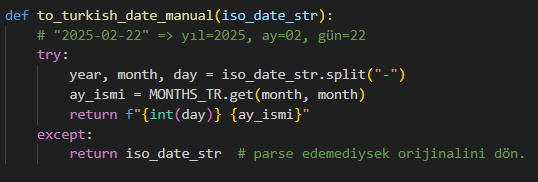 def to_turkish_date_manual(iso_date_str):
    # "2025-02-22" => yıl=2025, ay=02, gün=22
    try:
        year, month, day = iso_date_str.split("-")
        ay_ismi = MONTHS_TR.get(month, month)
        return f"{int(day)} {ay_ismi}"
    except:
        return iso_date_str  # parse edemediysek orijinalini dön.